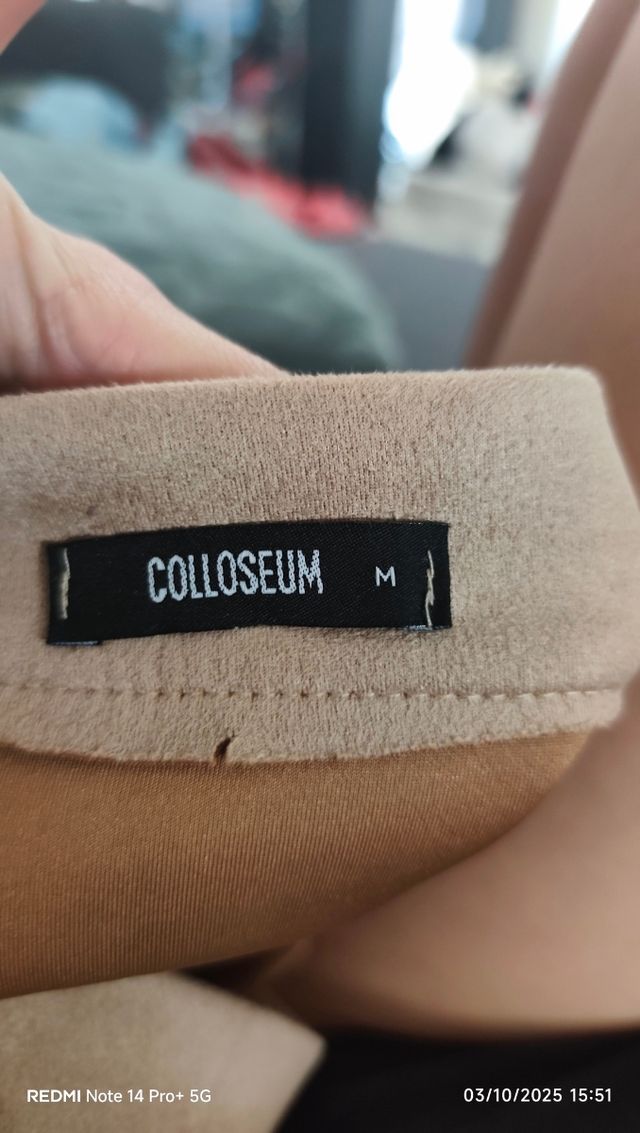 COLLOSEUM M
REDMI Note 14 Pro+ 5G
03/10/2025 15:51